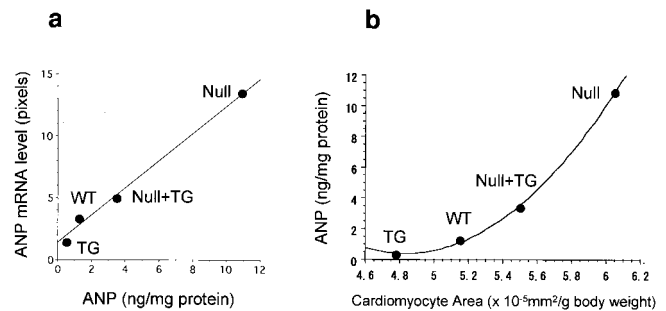 a
ANP mRNA level (pixels)
15
10
5
0
Null
WT
Null+TG
TG
0 2 4 6 8 10 12
ANP (ng/mg protein)
b
ANP (ng/mg protein)
12
10
8
6
4
2
0
Null
Null+TG
WT
TG
4.6 4.8 5 5.2 5.4 5.6 5.8 6 6.2
Cardiomyocyte Area (x 10-5mm2/g body weight)